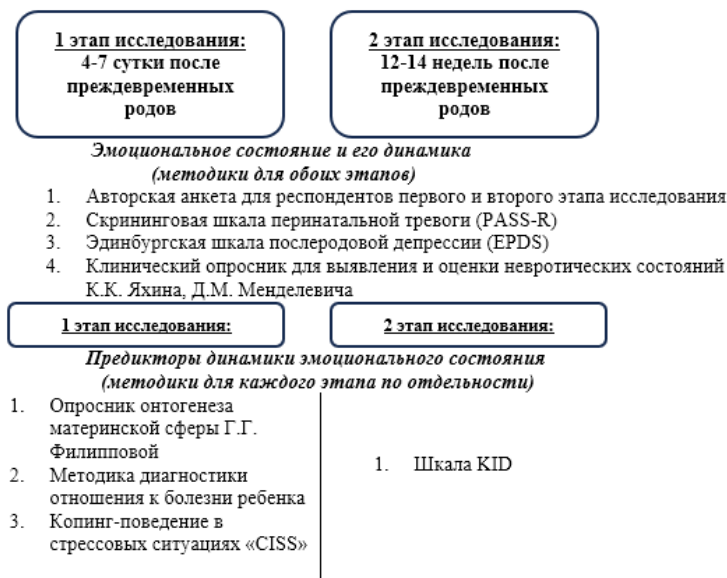 1 этап исследования:
4-7 сутки после
преждевременных
родов
2 этап исследования:
12-14 недель после
преждевременных
родов
Эмоциональное состояние и его динамика
(методики для обоих этапов)
1. Авторская анкета для респондентов первого и второго этапа исследования
2. Скрининговая шкала перинатальной тревоги (PASS-R)
3. Эдинбургская шкала послеродовой депрессии (EPDS)
4. Клинический опросник для выявления и оценки невротических состояний
К.К. Яхина, Д.М. Менделевича
1 этап исследования:
2 этап исследования:
Предикторы динамики эмоционального состояния
(методики для каждого этапа по отдельности)
1. Опросник онтогенеза
материнской сферы Г.Г.
Филипповой
2. Методика диагностики
отношения к болезни ребенка
3. Копинг-поведение в
стрессовых ситуациях «CISS»
1. Шкала KID